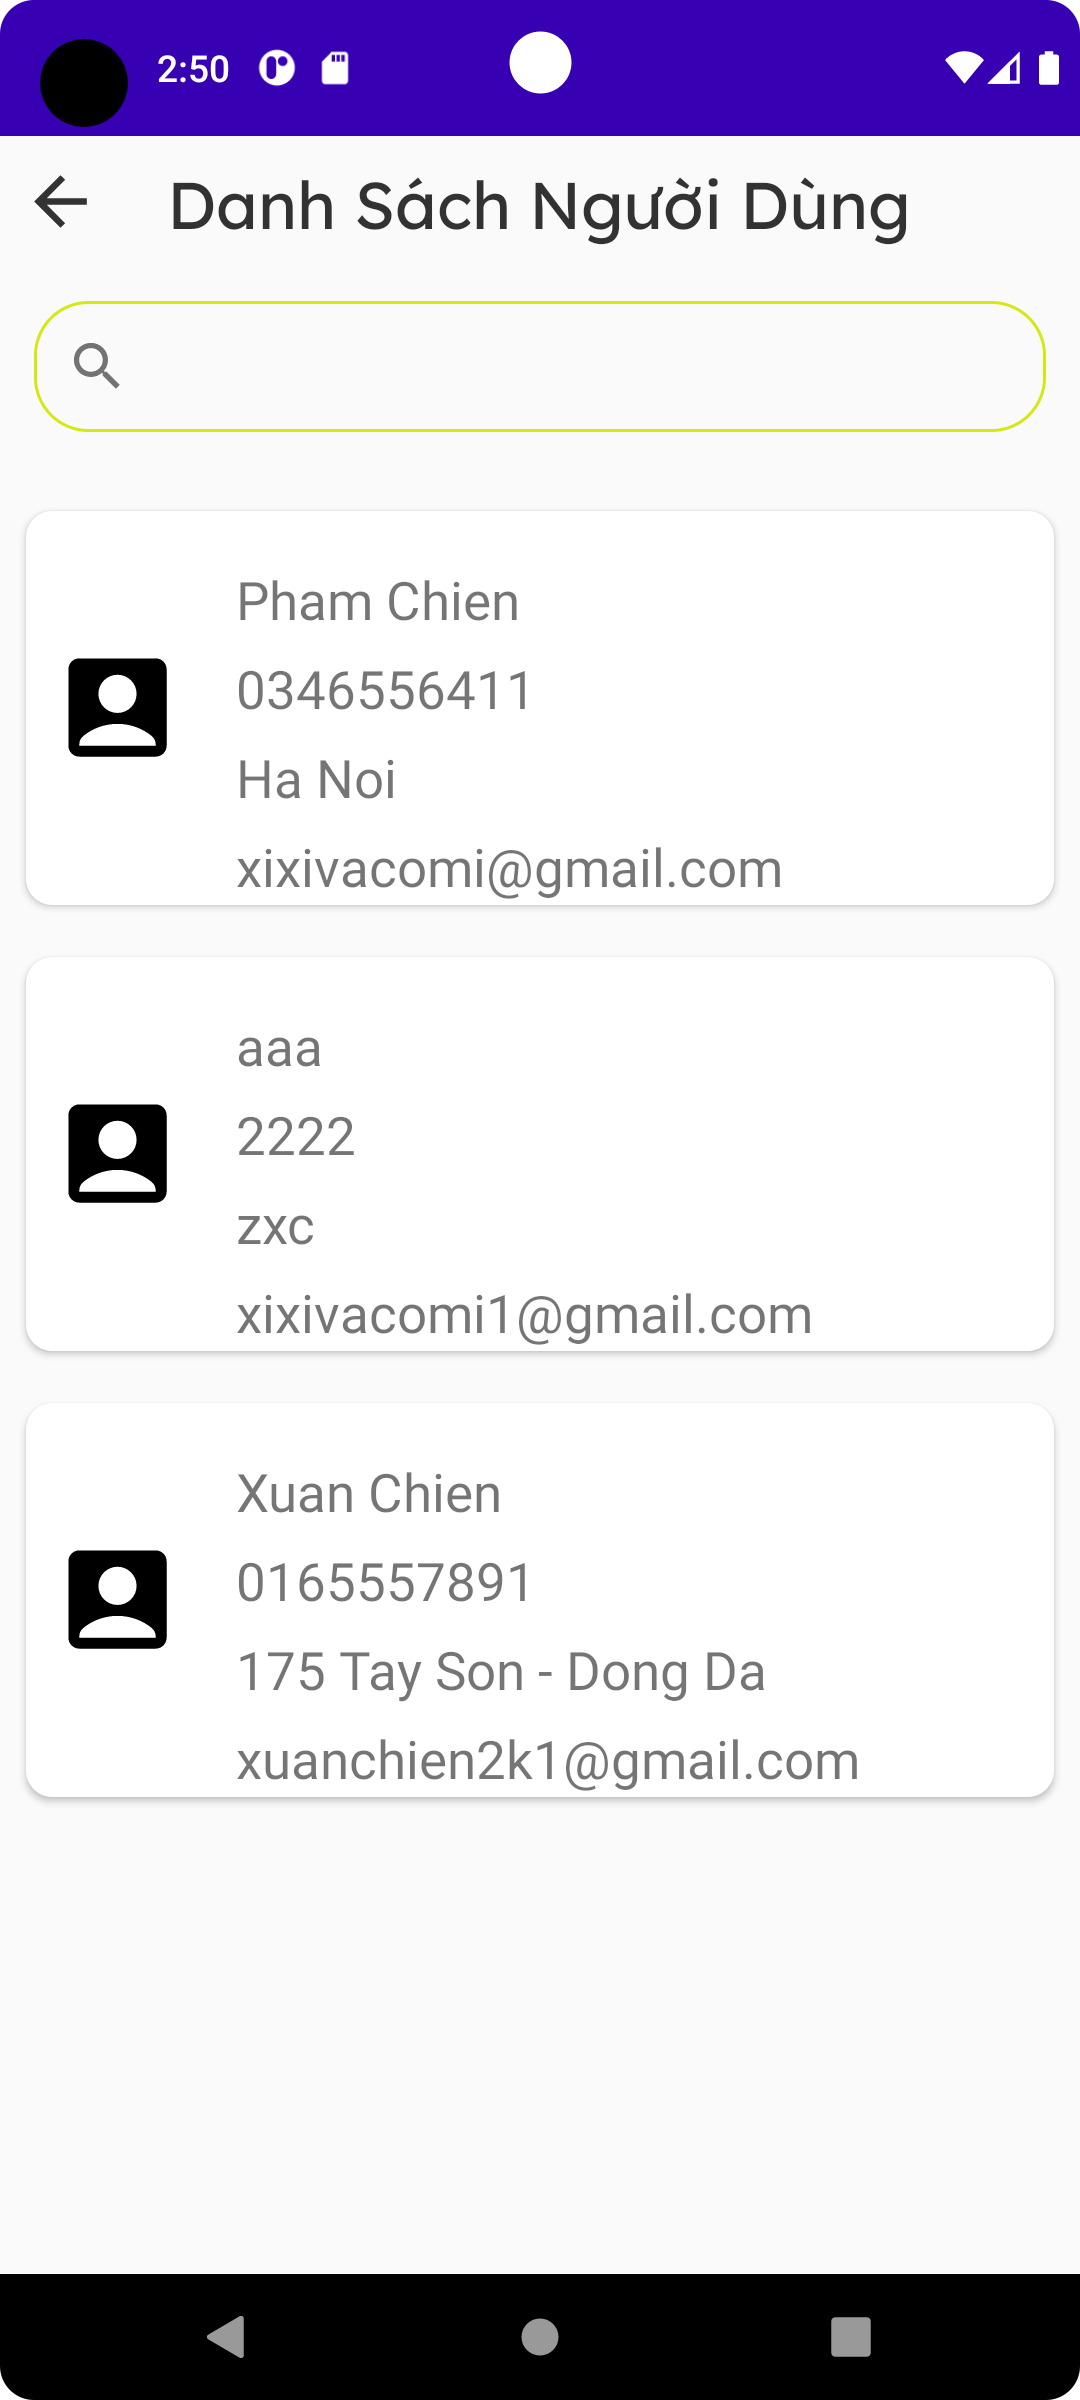 2:50
Danh Sách Người Dùng
Pham Chien
0346556411
Ha Noi
xixivacomi@gmail.com
aaa
2222
zxc
xixivacomi1@gmail.com
Xuan Chien
0165557891
175 Tay Son - Dong Da
xuanchien2k1@gmail.com